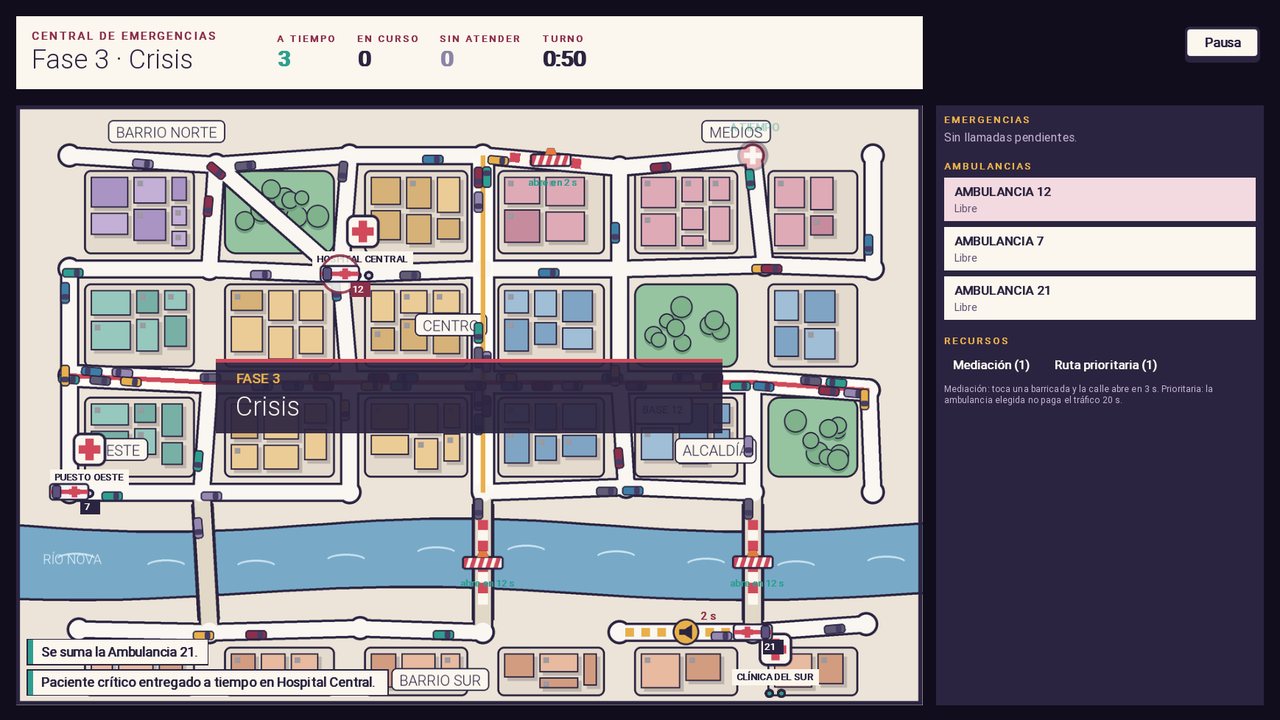 CENTRAL DE EMERGENCIAS
Fase 3 · Crisis
A TIEMPO
3
EN CURSO
0
SIN ATENDER
0
TURNO
0:50
Pausa
BARRIO NORTE
MEDIOS
A TIEMPO
abre en 2 s
HOSPITAL CENTRAL
12
CENTRO
FASE 3
Crisis
BASE 12
ESTE
ALCALDÍA
PUESTO OESTE
7
RÍO NOVA
abre en 12 s
abre en 12 s
2 s
21
CLÍNICA DEL SUR
BARRIO SUR
Se suma la Ambulancia 21.
Paciente crítico entregado a tiempo en Hospital Central.
EMERGENCIAS
Sin llamadas pendientes.
AMBULANCIAS
AMBULANCIA 12
Libre
AMBULANCIA 7
Libre
AMBULANCIA 21
Libre
RECURSOS
Mediación (1)
Ruta prioritaria (1)
Mediación: toca una barricada y la calle abre en 3 s. Prioritaria: la
ambulancia elegida no paga el tráfico 20 s.